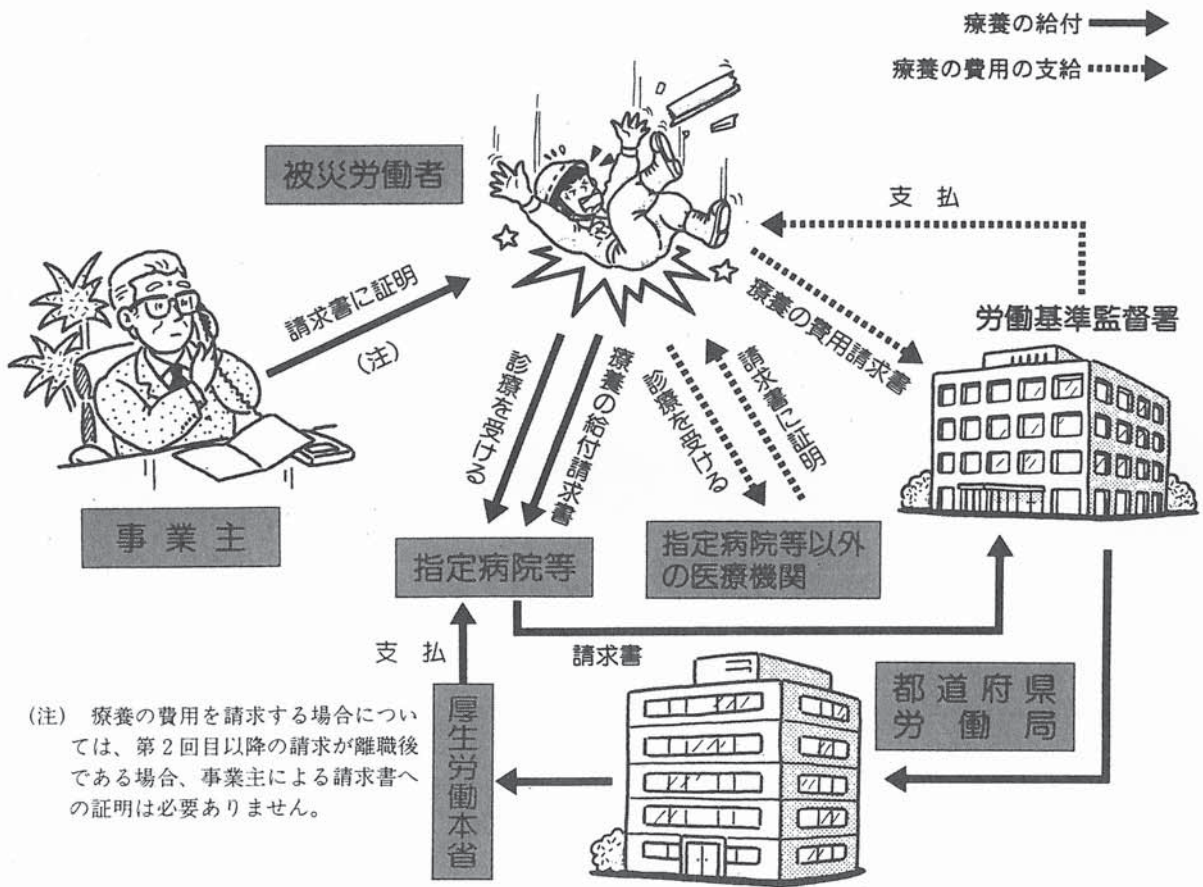 療養の給付
療養の費用の支給
被災労働者
支払
請求書に証明
(注)
療養の費用請求書
労働基準監督署
診療を受ける
療養の給付請求書
診療を受ける
請求書に証明
事業主
指定病院等
指定病院等以外
の医療機関
支払
請求書
都道府県
労働局
厚生労働本省
(注) 療養の費用を請求する場合につい
ては、第2回目以降の請求が離職後
である場合、事業主による請求書へ
の証明は必要ありません。